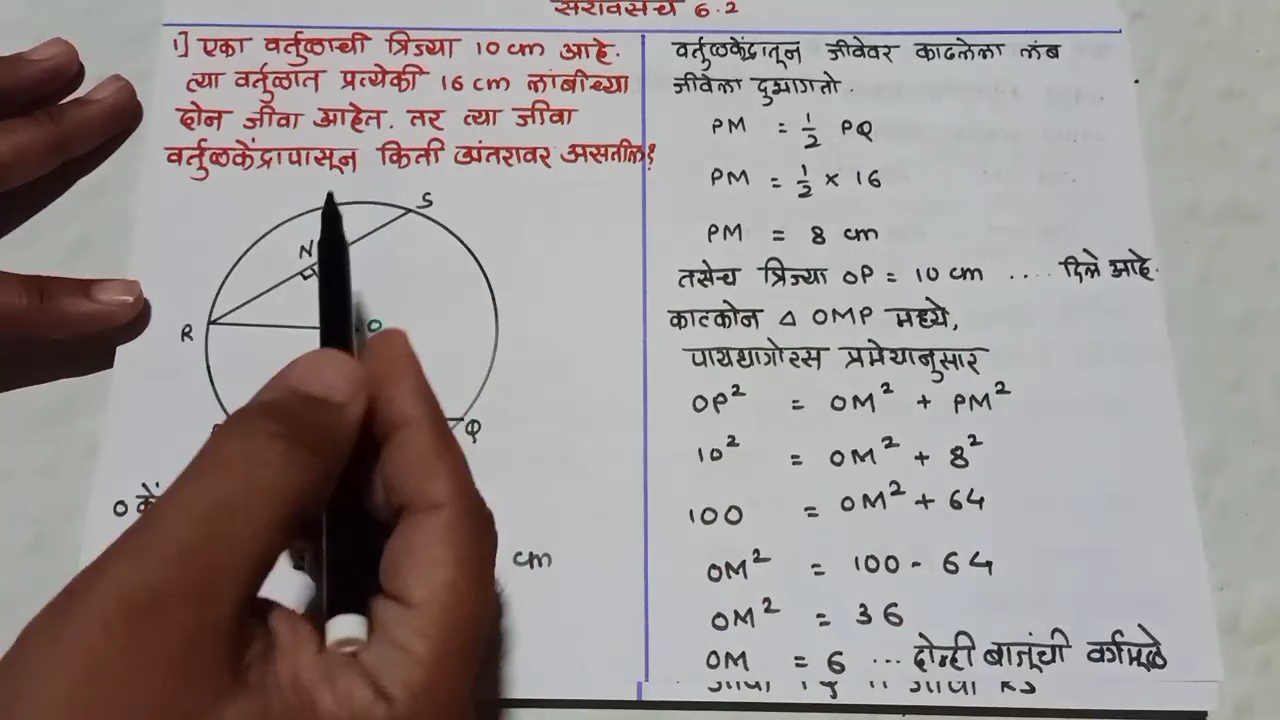 सरावसंच 6.2
1] एका वर्तुळाची त्रिज्या 10 cm आहे.
त्या वर्तुळात प्रत्येकी 16 cm लांबीच्या
दोन जीवा आहेत. तर त्या जीवा
वर्तुळकेंद्रापासून किती अंतरावर असतील?
S
N
R
O
Q
O
cm
वर्तुळकेंद्रातून जीवेवर काढलेला लंब
जीवेला दुभागतो.
PM = 1/2 PQ
PM = 1/2 × 16
PM = 8 cm
तसेच त्रिज्या OP = 10 cm .... दिले आहे.
काटकोन △ OMP मध्ये,
पायथागोरस प्रमेयानुसार
OP² = OM² + PM²
10² = OM² + 8²
100 = OM² + 64
OM² = 100 - 64
OM² = 36
OM = 6 ... दोन्ही बाजूंची वर्गमूळे